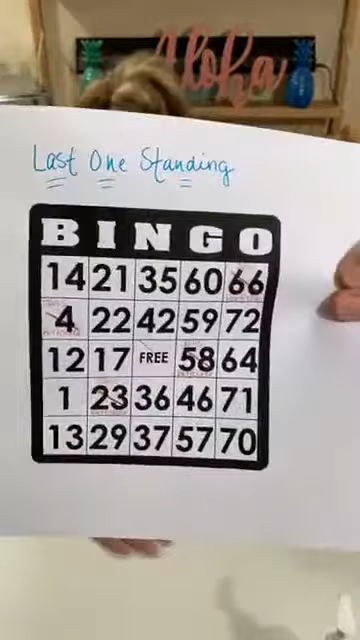 Aloha
Last One Standing
B I N G O
14 21 35 60 66
4 22 42 59 72
12 17 FREE 58 64
1 23 36 46 71
13 29 37 57 70